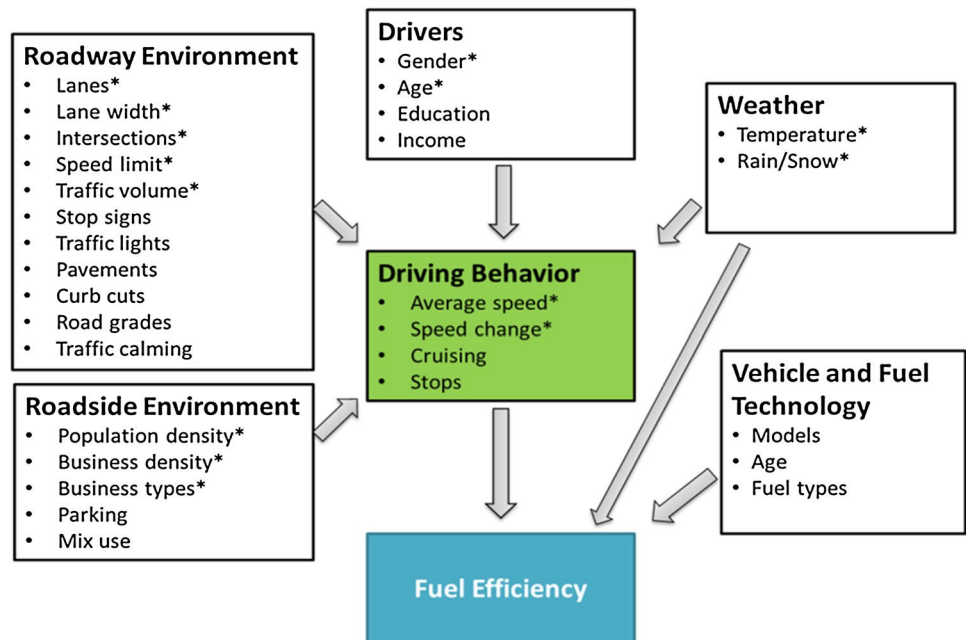 Roadway Environment
• Lanes*
• Lane width*
• Intersections*
• Speed limit*
• Traffic volume*
• Stop signs
• Traffic lights
• Pavements
• Curb cuts
• Road grades
• Traffic calming
Roadside Environment
• Population density*
• Business density*
• Business types*
• Parking
• Mix use
Drivers
• Gender*
• Age*
• Education
• Income
Driving Behavior
• Average speed*
• Speed change*
• Cruising
• Stops
Weather
• Temperature*
• Rain/Snow*
Vehicle and Fuel
Technology
• Models
• Age
• Fuel types
Fuel Efficiency